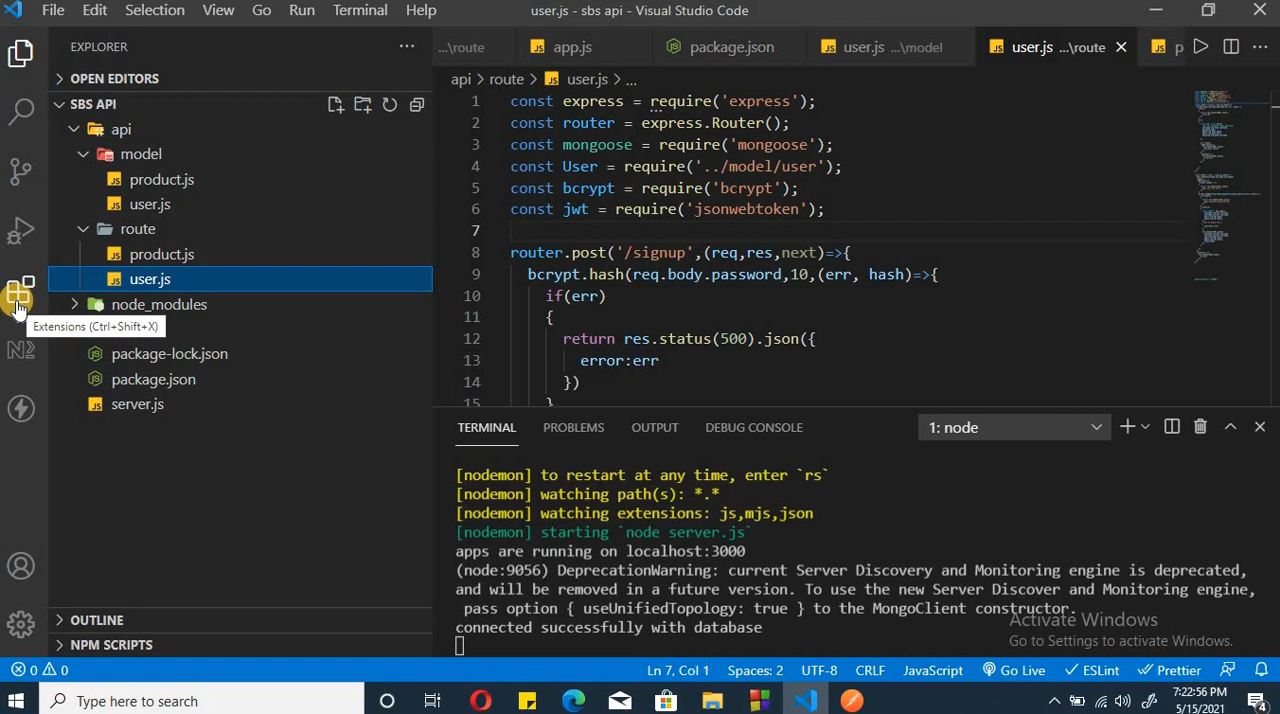 File Edit Selection View Go Run Terminal Help
user.js - sbs api - Visual Studio Code
EXPLORER
OPEN EDITORS
SBS API
api
model
product.js
user.js
route
product.js
user.js
node_modules
Extensions (Ctrl+Shift+X)
package-lock.json
package.json
server.js
OUTLINE
NPM SCRIPTS
...\route
app.js
package.json
user.js ...\model
user.js ...\route
p
api > route > user.js > ...
1 const express = require('express');
2 const router = express.Router();
3 const mongoose = require('mongoose');
4 const User = require('../model/user');
5 const bcrypt = require('bcrypt');
6 const jwt = require('jsonwebtoken');
7
8 router.post('/signup',(req,res,next)=>{
9 bcrypt.hash(req.body.password,10,(err, hash)=>{
10 if(err)
11 {
12 return res.status(500).json({
13 error:err
14 })
15 }
TERMINAL PROBLEMS OUTPUT DEBUG CONSOLE
1: node
[nodemon] to restart at any time, enter `rs`
[nodemon] watching path(s): *.*
[nodemon] watching extensions: js,mjs,json
[nodemon] starting `node server.js`
apps are running on localhost:3000
(node:9056) DeprecationWarning: current Server Discovery and Monitoring engine is deprecated,
and will be removed in a future version. To use the new Server Discover and Monitoring engine,
pass option { useUnifiedTopology: true } to the MongoClient constructor.
connected successfully with database
Activate Windows
Go to Settings to activate Windows.
0 0
Ln 7, Col 1 Spaces: 2 UTF-8 CRLF JavaScript Go Live ESLint Prettier
Type here to search
7:22:56 PM
5/15/2021
4